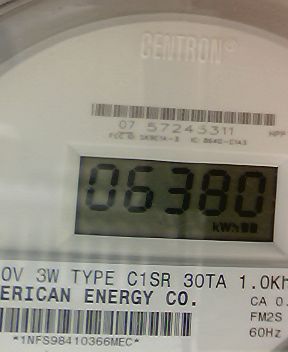 CENTRON®
07 57245311
06380
kWh
0V 3W TYPE C1SR 30TA 1.0Kh
ERICAN ENERGY CO.
CA 0.
FM2S
60Hz
*1NFS98410366MEC*